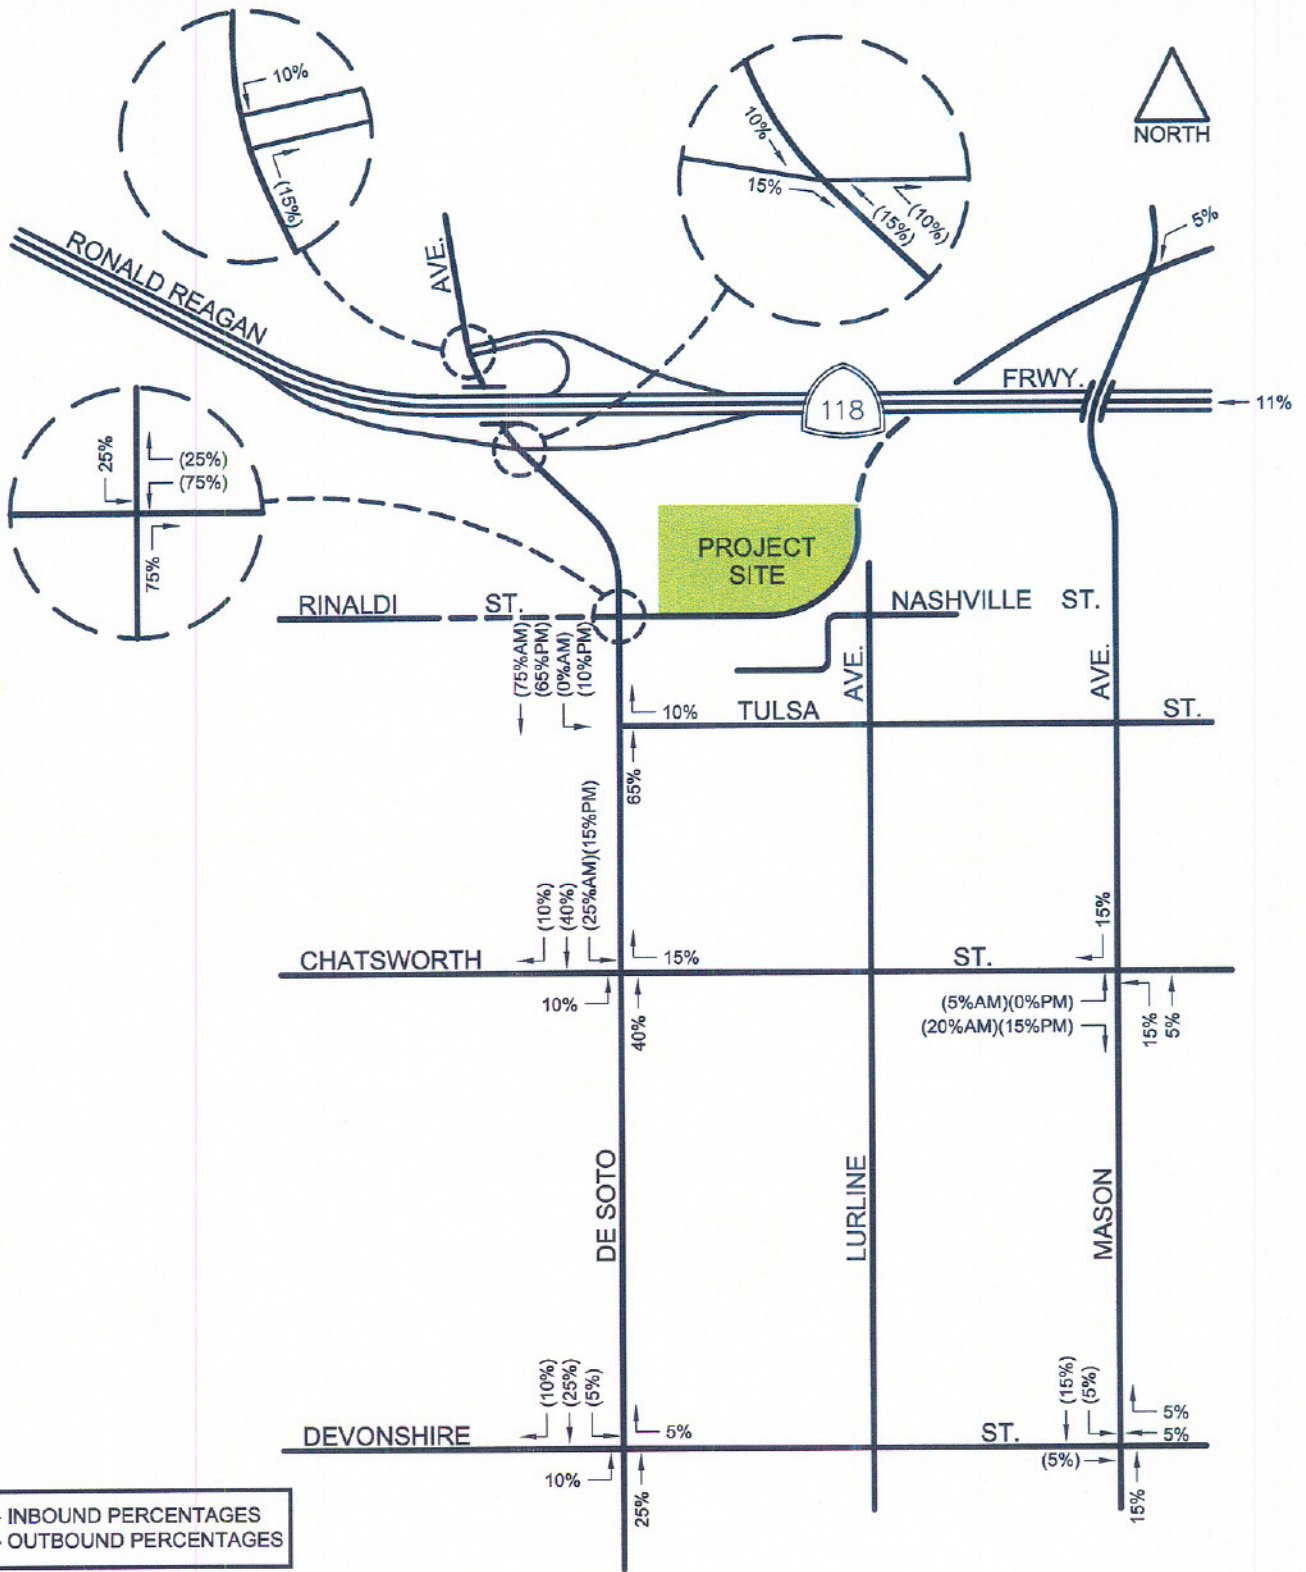 10%
(15%)
10%
15%
(15%)
(10%)
NORTH
5%
RONALD REAGAN
AVE.
FRWY.
118
11%
25%
(25%)
(75%)
75%
PROJECT
SITE
RINALDI ST.
NASHVILLE ST.
(75%AM)
(65%PM)
(0%AM)
(10%PM)
AVE.
AVE.
10%
TULSA ST.
65%
(10%)
(40%)
(25%AM)(15%PM)
15%
15%
CHATSWORTH ST.
10%
40%
(5%AM)(0%PM)
(20%AM)(15%PM)
15%
5%
DE SOTO
LURLINE
MASON
(10%)
(25%)
(5%)
5%
(15%)
(5%)
5%
5%
DEVONSHIRE ST.
10%
25%
(5%)
15%
- INBOUND PERCENTAGES
- OUTBOUND PERCENTAGES